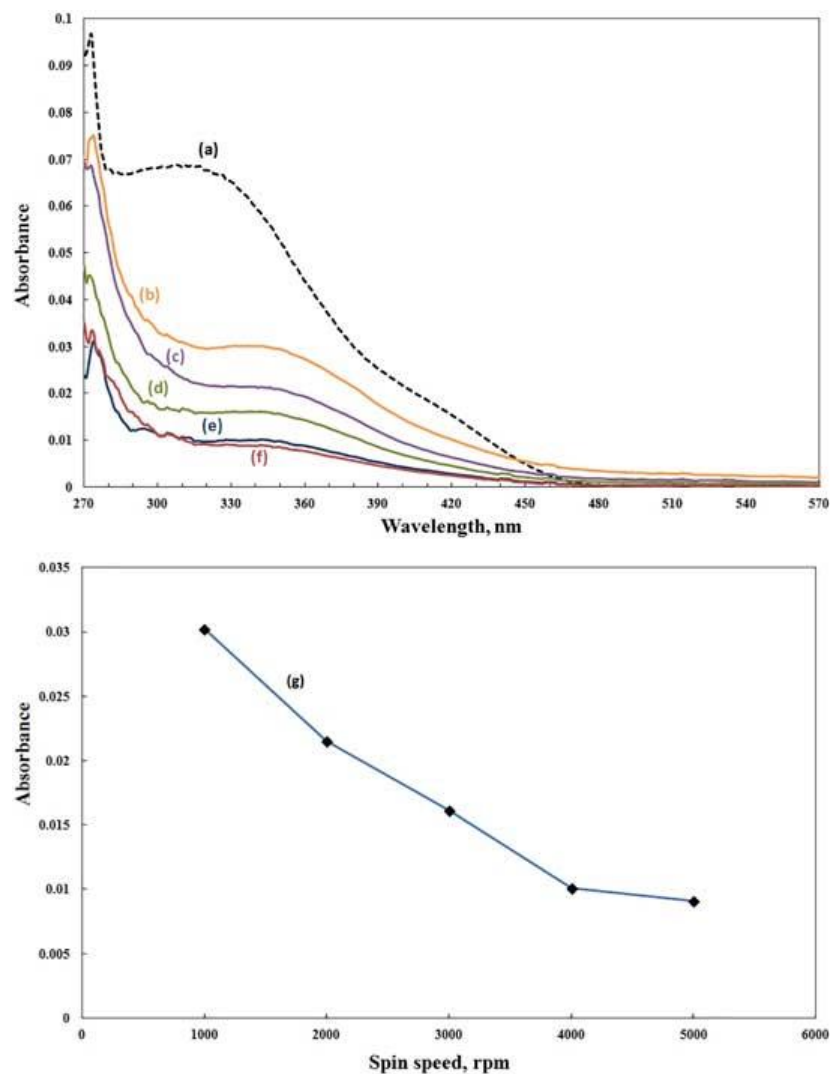 0.1
0.09
0.08
0.07
0.06
0.05
0.04
0.03
0.02
0.01
0
Absorbance
(a)
(b)
(c)
(d)
(e)
(f)
270 300 330 360 390 420 450 480 510 540 570
Wavelength, nm
0.035
0.03
0.025
0.02
0.015
0.01
0.005
0
Absorbance
(g)
0 1000 2000 3000 4000 5000 6000
Spin speed, rpm